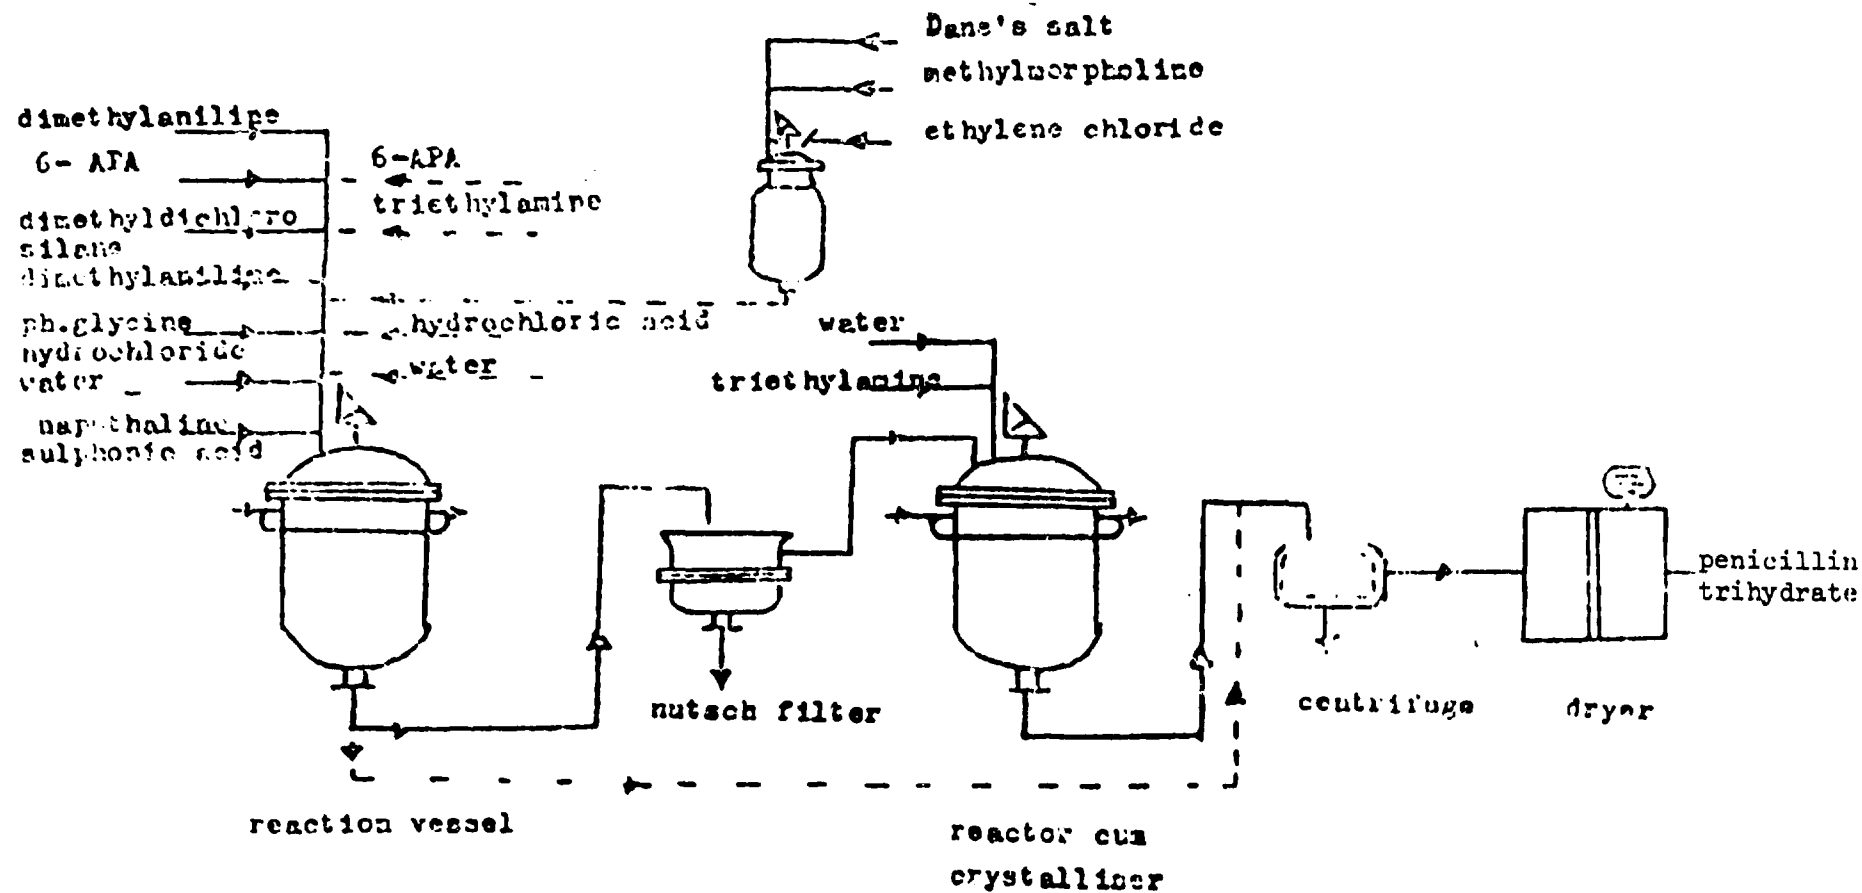 Dane's salt
methylmorpholine
ethylene chloride
dimethylaniline
6- APA
6-APA
triethylamine
dimethyldichloro
silane
dimethylaniline
ph.glycine
hydrochloride
hydrochloric acid
water
water
water
triethylamine
napthaline
sulphonic acid
penicillin
trihydrate
nutsch filter
centrifuge
dryer
reaction vessel
reactor cum
crystalliser